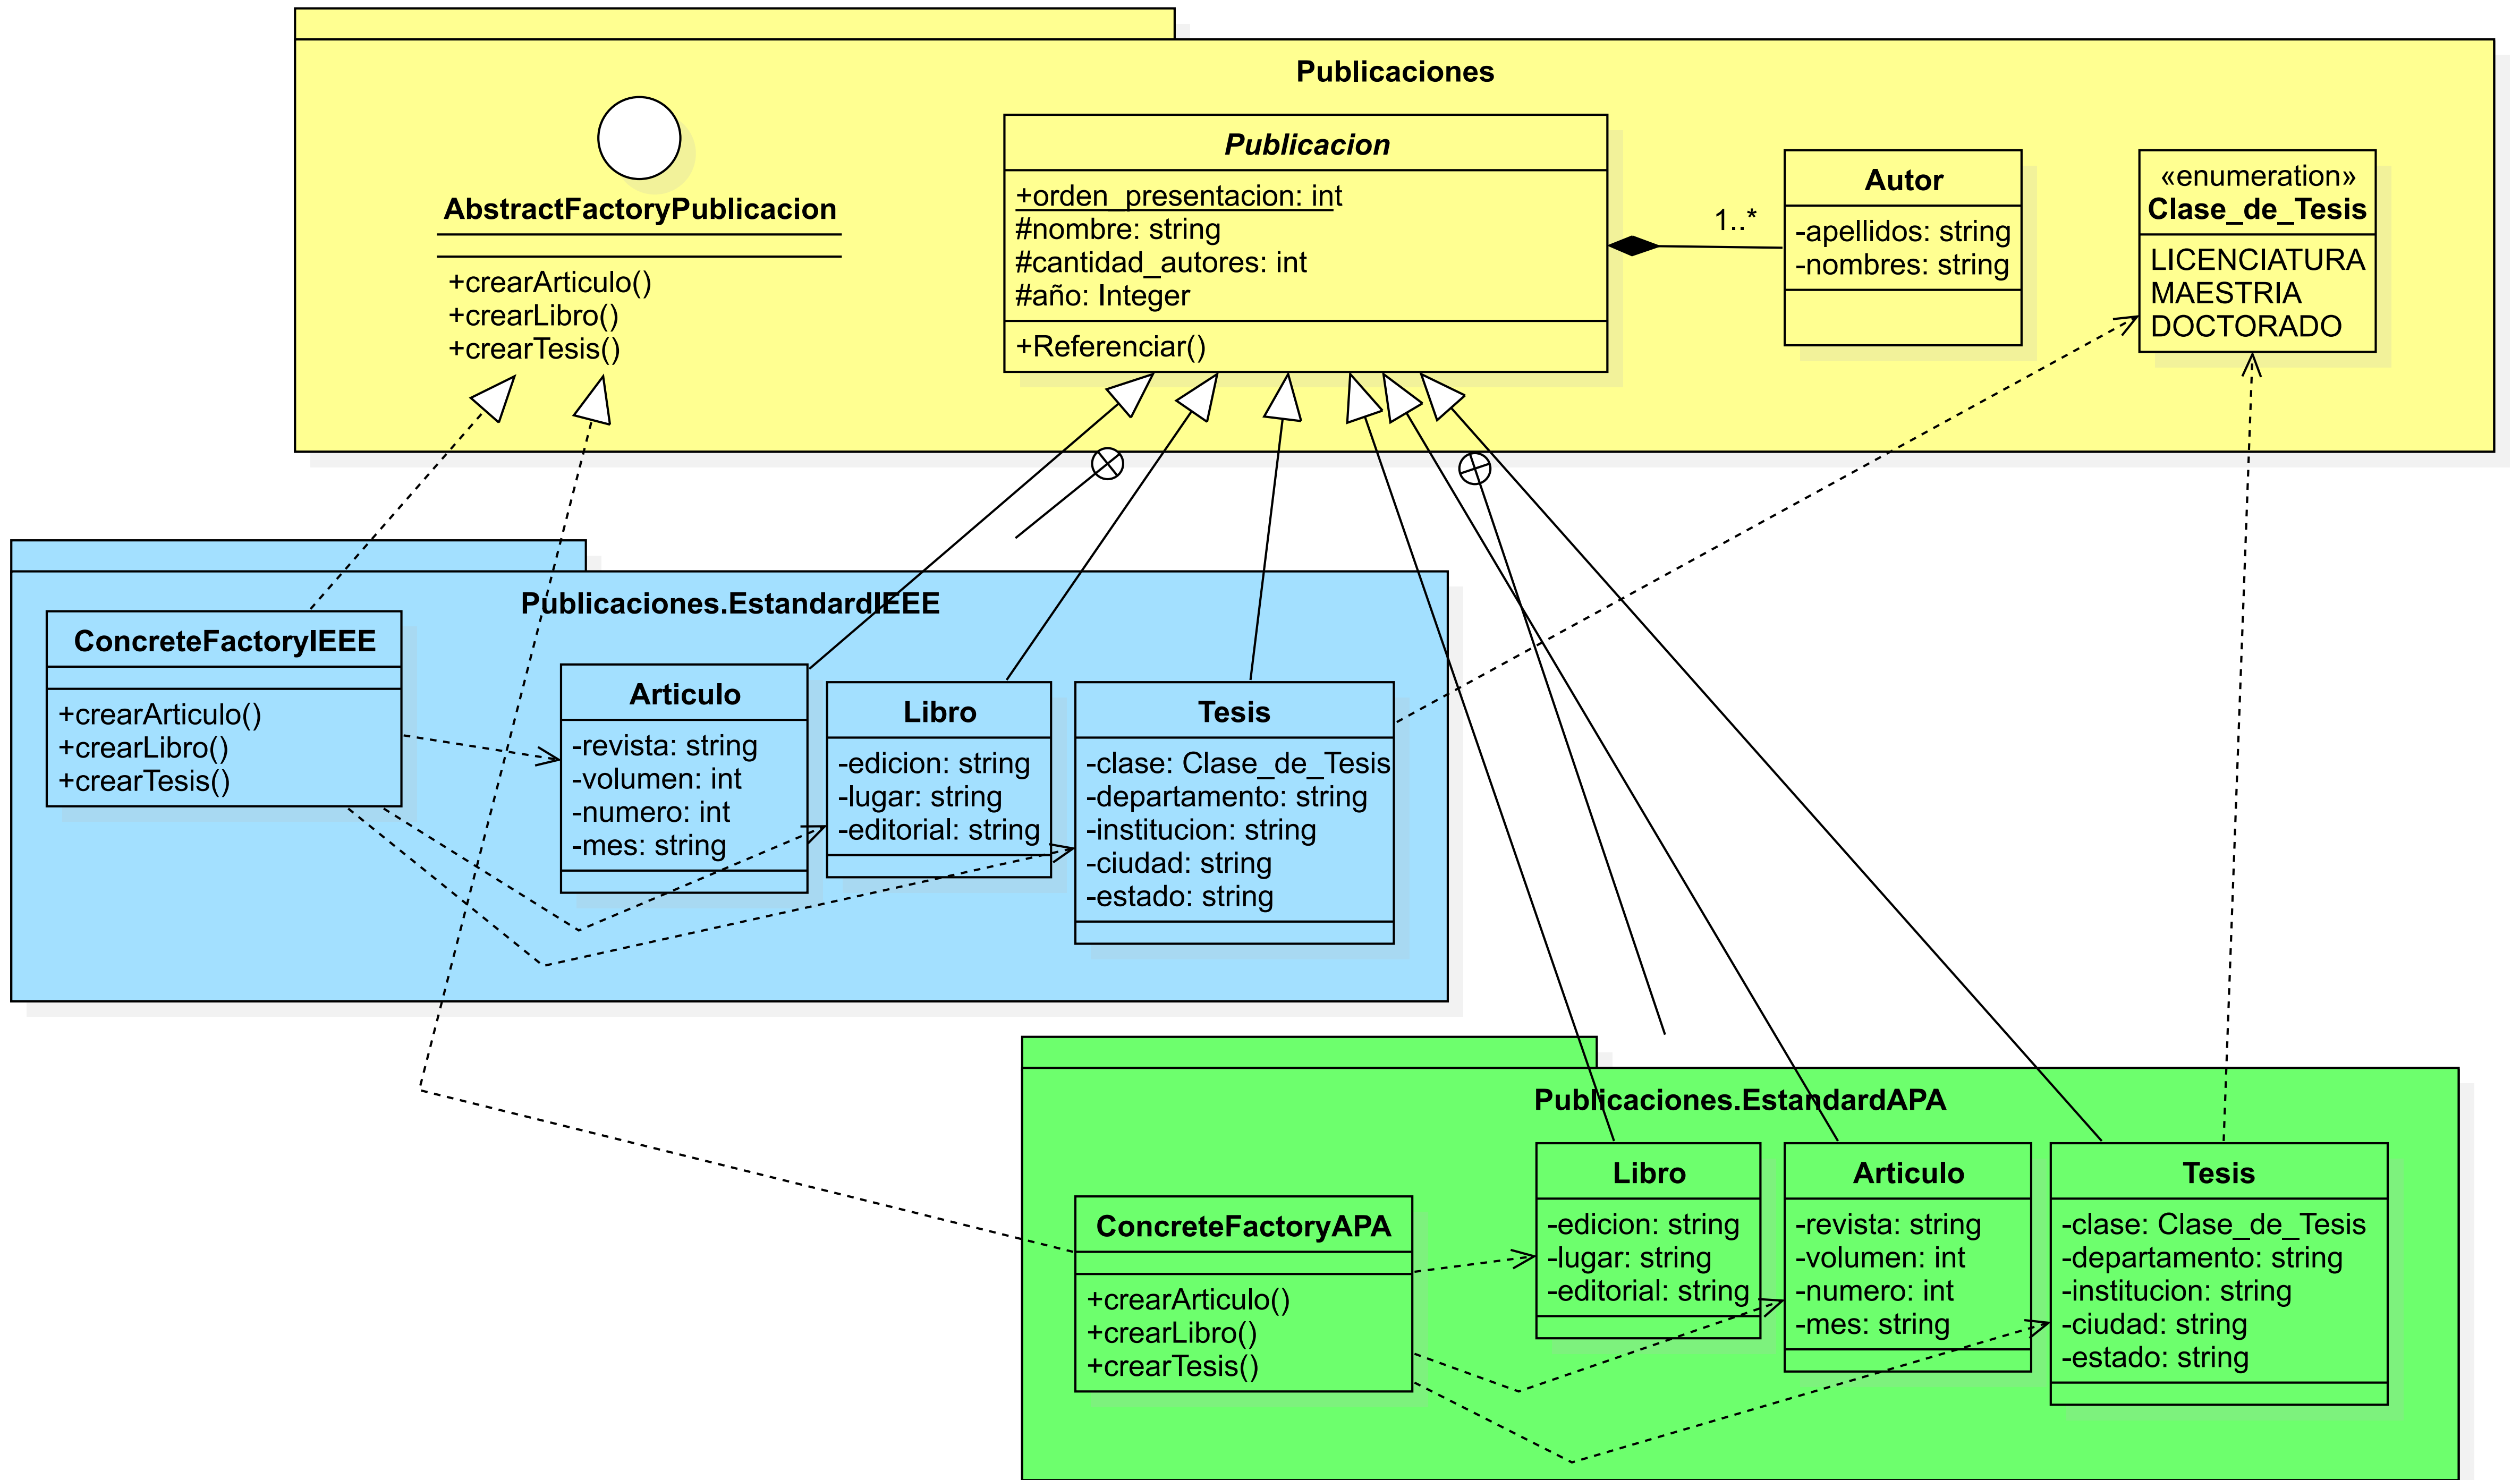 Publicaciones
AbstractFactoryPublicacion
+crearArticulo()
+crearLibro()
+crearTesis()
Publicacion
+orden_presentacion: int
#nombre: string
#cantidad_autores: int
#año: Integer
+Referenciar()
1..*
Autor
-apellidos: string
-nombres: string
«enumeration»
Clase_de_Tesis
LICENCIATURA
MAESTRIA
DOCTORADO
Publicaciones.EstandardIEEE
ConcreteFactoryIEEE
+crearArticulo()
+crearLibro()
+crearTesis()
Articulo
-revista: string
-volumen: int
-numero: int
-mes: string
Libro
-edicion: string
-lugar: string
-editorial: string
Tesis
-clase: Clase_de_Tesis
-departamento: string
-institucion: string
-ciudad: string
-estado: string
Publicaciones.EstandardAPA
ConcreteFactoryAPA
+crearArticulo()
+crearLibro()
+crearTesis()
Libro
-edicion: string
-lugar: string
-editorial: string
Articulo
-revista: string
-volumen: int
-numero: int
-mes: string
Tesis
-clase: Clase_de_Tesis
-departamento: string
-institucion: string
-ciudad: string
-estado: string